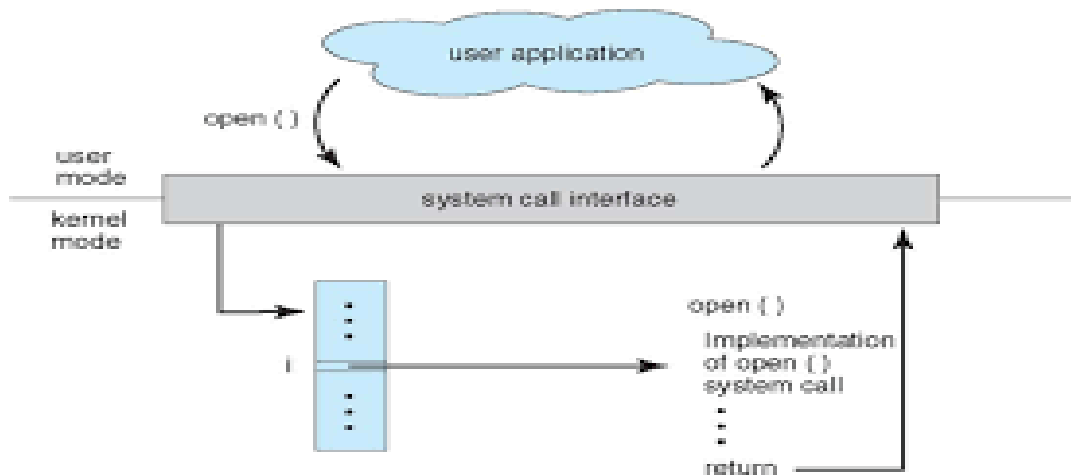 user application
open ( )
user
mode
system call interface
kernel
mode
i
open ( )
Implementation
of open ( )
system call
return